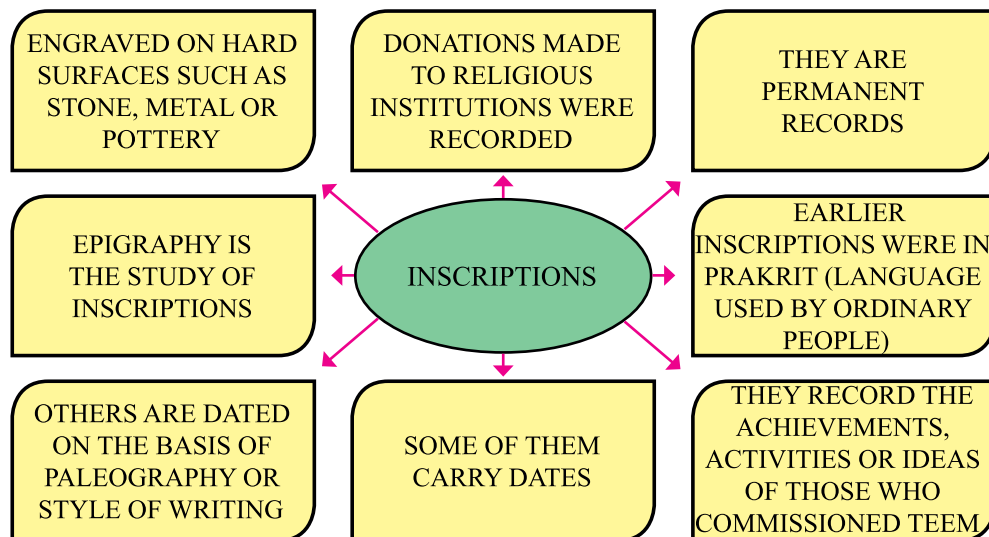 ENGRAVED ON HARD
SURFACES SUCH AS
STONE, METAL OR
POTTERY
DONATIONS MADE
TO RELIGIOUS
INSTITUTIONS WERE
RECORDED
THEY ARE
PERMANENT
RECORDS
EPIGRAPHY IS
THE STUDY OF
INSCRIPTIONS
INSCRIPTIONS
EARLIER
INSCRIPTIONS WERE IN
PRAKRIT (LANGUAGE
USED BY ORDINARY
PEOPLE)
OTHERS ARE DATED
ON THE BASIS OF
PALEOGRAPHY OR
STYLE OF WRITING
SOME OF THEM
CARRY DATES
THEY RECORD THE
ACHIEVEMENTS,
ACTIVITIES OR IDEAS
OF THOSE WHO
COMMISSIONED TEEM.